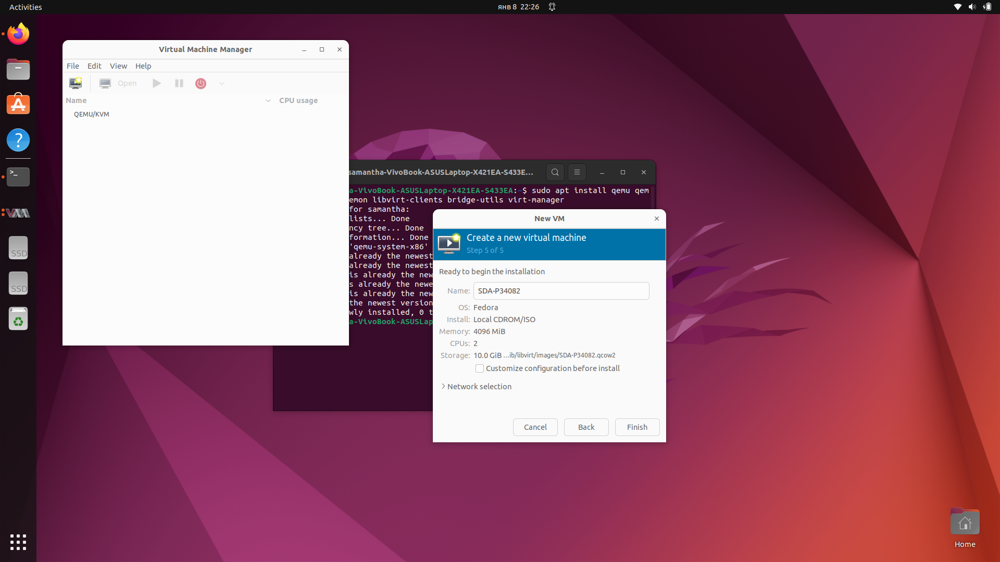 Activities
янв 8 22:26
Virtual Machine Manager
File Edit View Help
Open
Name CPU usage
QEMU/KVM
SSD
SSD
samantha-VivoBook-ASUSLaptop-X421EA-S433E...
a-VivoBook-ASUSLaptop-X421EA-S433EA:~$ sudo apt install qemu qem
emon libvirt-clients bridge-utils virt-manager
for samantha:
lists... Done
ncy tree... Done
formation... Done
'qemu-system-x86'
already the newest
already the newest
is already the new
s already the newe
is already the new
the newest version
wly installed, 0 t
a-VivoBook-ASUSLap
New VM
Create a new virtual machine
Step 5 of 5
Ready to begin the installation
Name: SDA-P34082
OS: Fedora
Install: Local CDROM/ISO
Memory: 4096 MiB
CPUs: 2
Storage: 10.0 GiB ...ib/libvirt/images/SDA-P34082.qcow2
Customize configuration before install
Network selection
Cancel Back Finish
Home